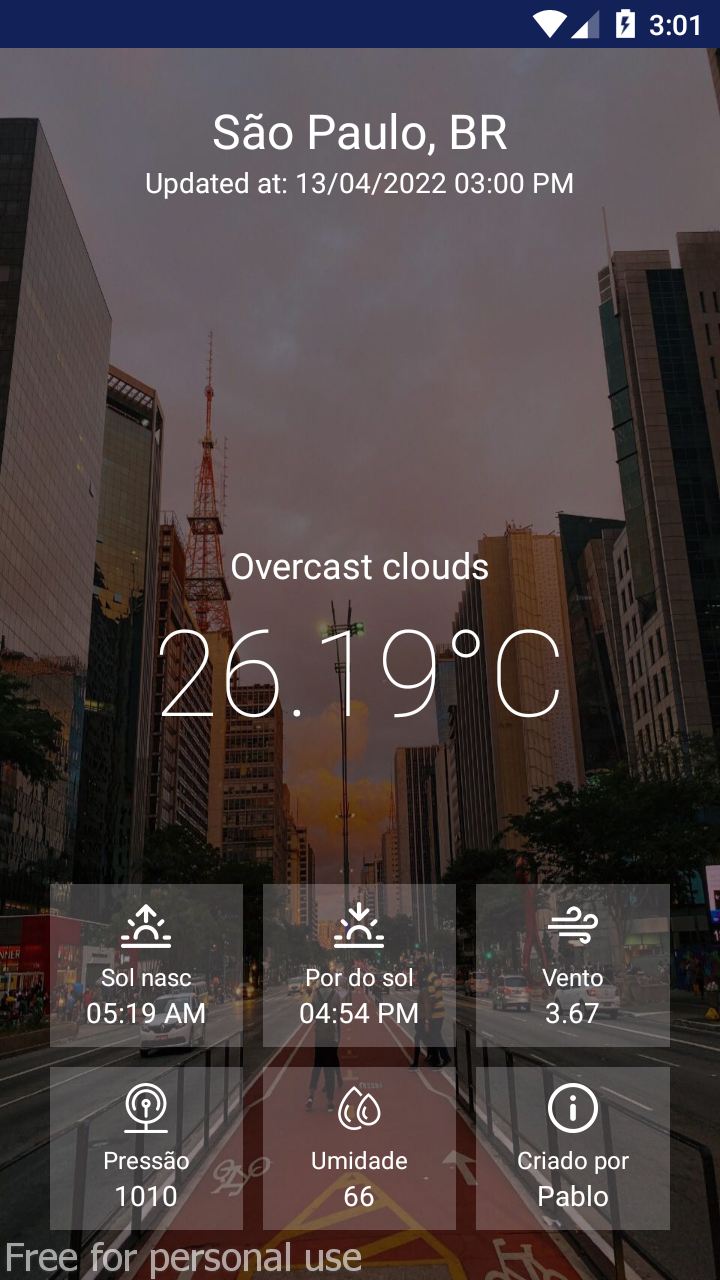 3:01
São Paulo, BR
Updated at: 13/04/2022 03:00 PM
Overcast clouds
26.19°C
Sol nasc
05:19 AM
Por do sol
04:54 PM
Vento
3.67
Pressão
1010
Umidade
66
Criado por
Pablo
Free for personal use